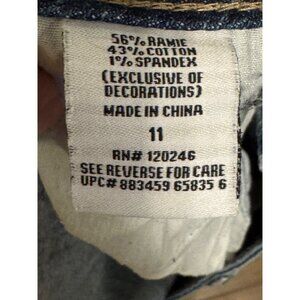 56% RAMIE
43% COTTON
1% SPANDEX
(EXCLUSIVE OF
DECORATIONS)
MADE IN CHINA
11
RN# 120246
SEE REVERSE FOR CARE
UPC# 883459 65835 6